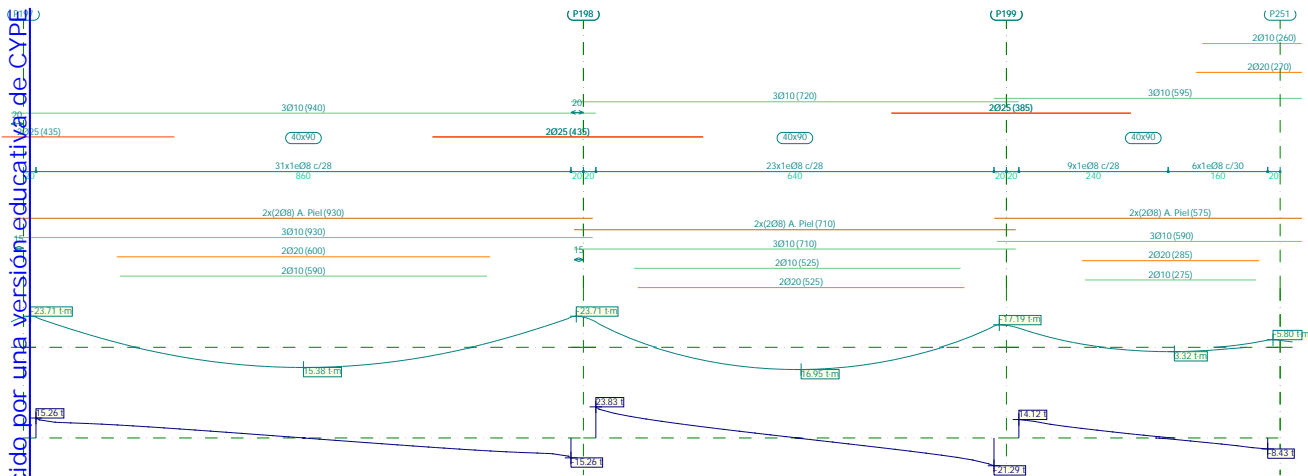 P197
P198
P199
P251
2Ø10 (260)
2Ø20 (270)
3Ø10 (595)
3Ø10 (720)
3Ø10 (940)
20
20
2Ø25 (385)
2Ø25 (435)
2Ø25 (435)
40x90
40x90
40x90
31x1eØ8 c/28
23x1eØ8 c/28
9x1eØ8 c/28
6x1eØ8 c/30
20
860
20 20
640
20 20
240
160
20
2x(2Ø8) A. Piel (930)
2x(2Ø8) A. Piel (710)
2x(2Ø8) A. Piel (575)
3Ø10 (930)
3Ø10 (590)
15
15
3Ø10 (710)
2Ø20 (600)
2Ø20 (285)
2Ø10 (590)
2Ø10 (525)
2Ø10 (275)
2Ø20 (525)
-23.71 t·m
-23.71 t·m
-17.19 t·m
-5.80 t·m
15.38 t·m
16.95 t·m
3.32 t·m
15.26 t
23.83 t
14.12 t
-15.26 t
-21.29 t
-8.43 t
cido por una versión educativa de CYPE